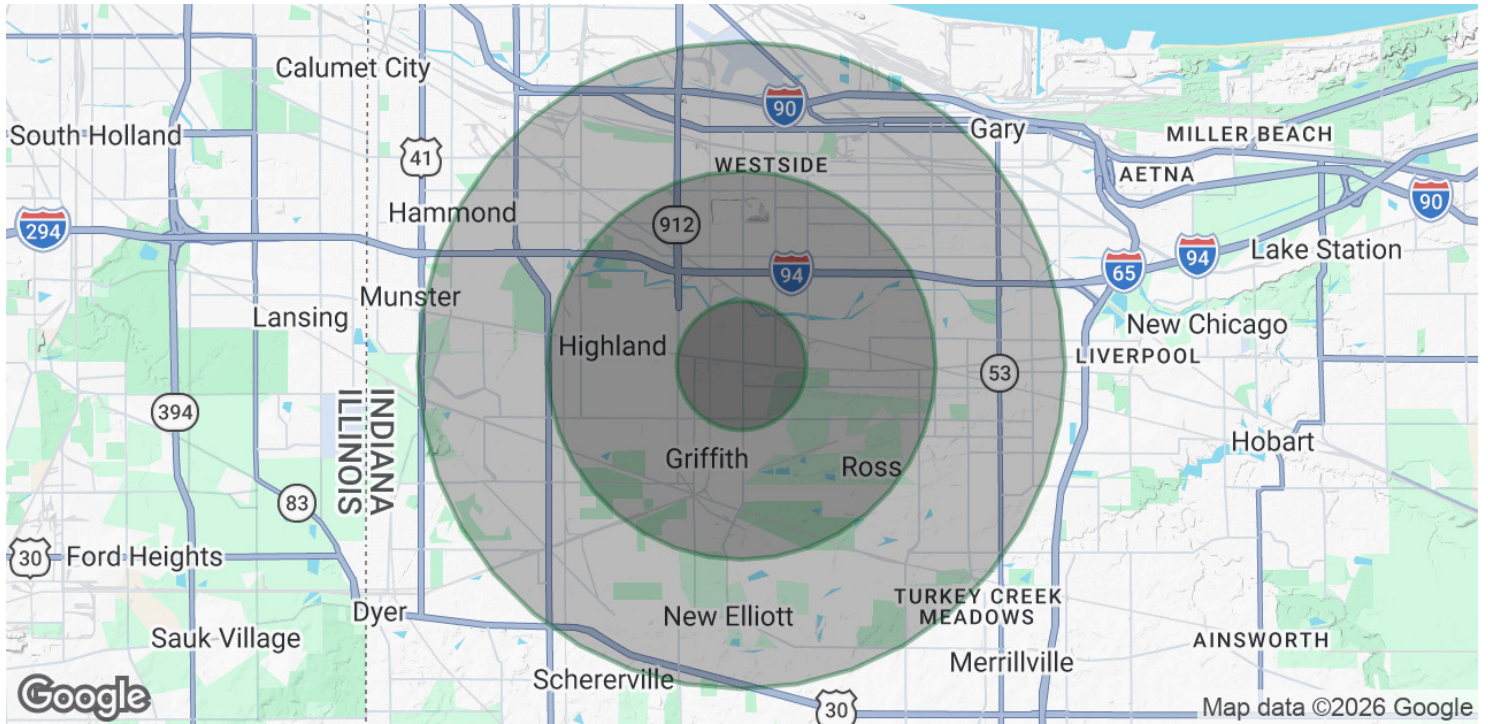 Calumet City
South Holland
90
Gary
MILLER BEACH
41
WESTSIDE
AETNA
90
Hammond
912
294
94
65
94
Lake Station
Munster
Lansing
Highland
New Chicago
LIVERPOOL
53
394
INDIANA
ILLINOIS
Griffith
Ross
Hobart
83
30
Ford Heights
Dyer
New Elliott
TURKEY CREEK
MEADOWS
Sauk Village
AINSWORTH
Merrillville
Schererville
30
Google
Map data ©2026 Google